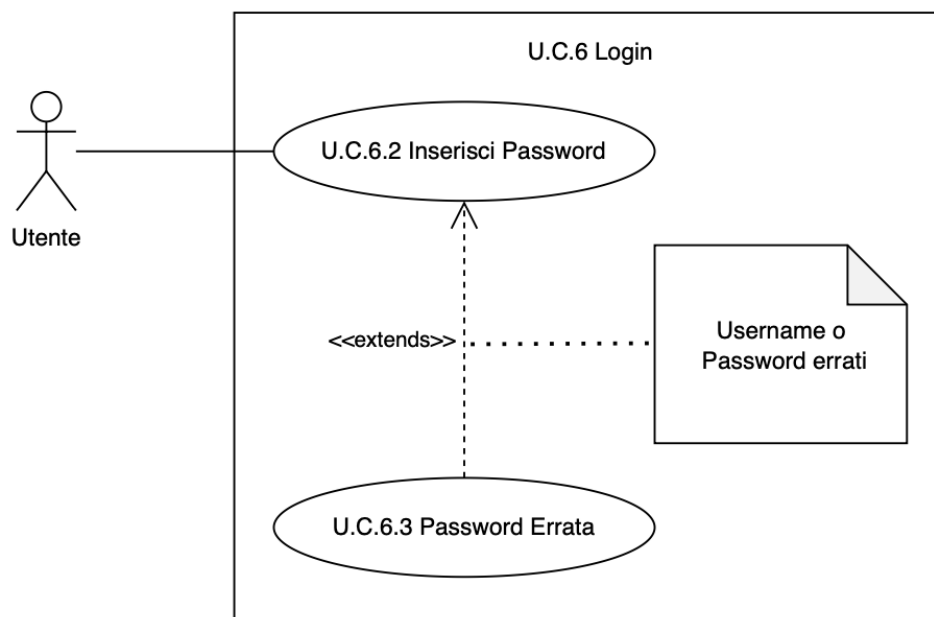 U.C.6 Login
U.C.6.2 Inserisci Password
Utente
<<extends>>
Username o
Password errati
U.C.6.3 Password Errata